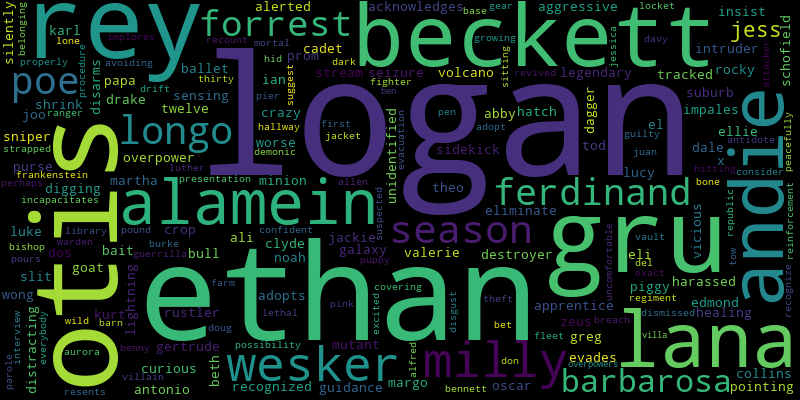 logan
ethan
otis
rey
beckett
gru
andie
lana
alamein
ferdinand
forrest
longo
poe
season
wesker
milly
barbarosa
jess
silently
karl
belonging
lone
implores
properly
procedure
disarms
avoiding
recount
mortal
alerted
acknowledges
base
gear
aggressive
locket
davy
insist
intruder
schofield
cadet
dark
growing
sitting
jessica
prom
hid
ian
papa
ballet
thirty
suggest
stream
seizure
volcano
legendary
tracked
rocky
attacker
shrink
drake
drift
sensing
fighter
revived
suburb
joo
ranger
twelve
pier
crazy
ben
pen
abby
hatch
dagger
impales
sniper
hallway
first
adopt
el
guilty
ellie
antidote
strapped
overpower
worse
jacket
evacuation
sidekick
tod
juan
dale
x
hitting
peacefully
purse
frankenstein
luther
demonic
unidentified
theo
lucy
bone
consider
perhaps
digging
martha
presentation
allen
minion
incapacitates
eliminate
vicious
republic
luke
library
pound
confident
suspected
bishop
warden
burke
crop
ali
jackie
destroyer
pours
dos
bait
guerrilla
bull
clyde
galaxy
valerie
eli
del
uncomfortable
vault
tow
reinforcement
slit
goat
noah
puppy
piggy
harassed
recognize
wong
lightning
farm
adopts
covering
disgust
theft
apprentice
exact
edmond
healing
interview
everybody
kurt
rustler
pink
excited
lethal
bet
zeus
breach
regiment
dismissed
wild
barn
doug
possibility
mutant
fleet
greg
villa
aurora
benny
gertrude
alfred
don
evades
overpowers
parole
distracting
curious
beth
recognized
guidance
margo
oscar
bennett
collins
resents
villain
antonio
pointing